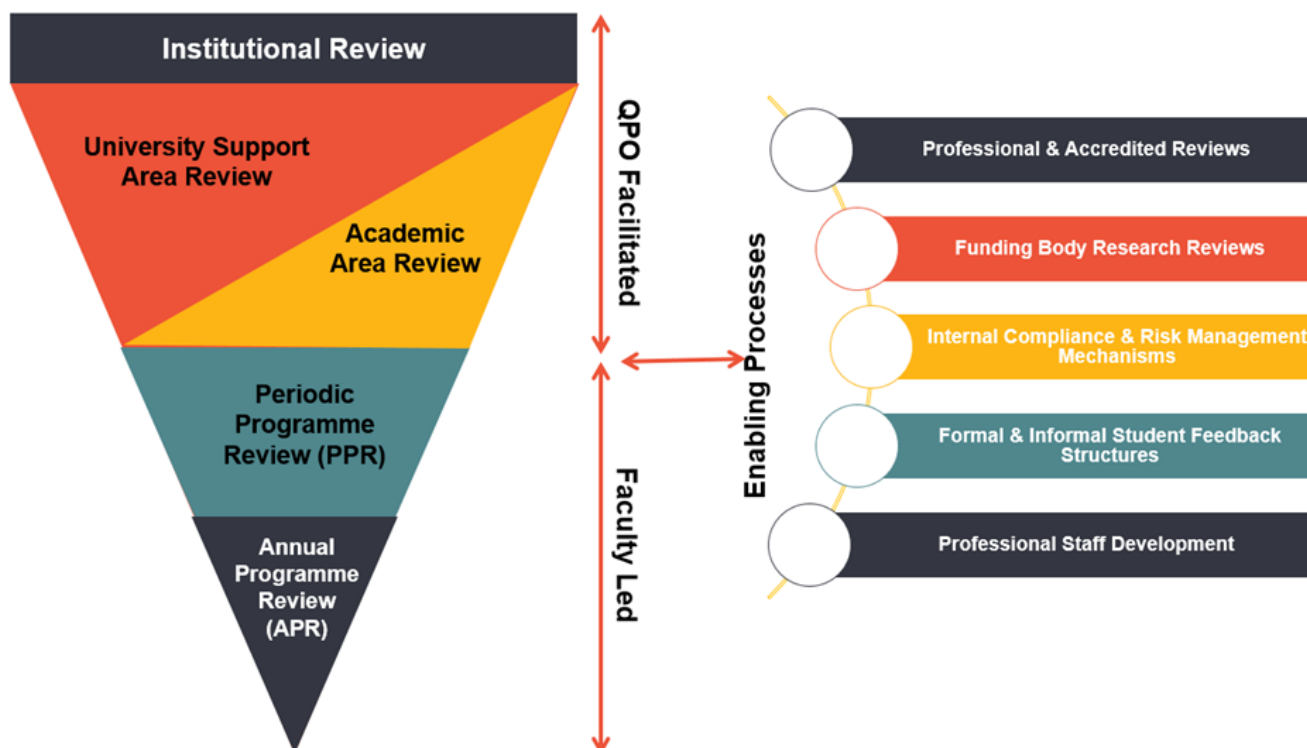 Institutional Review
University Support
Area Review
Academic
Area Review
Periodic
Programme
Review (PPR)
Annual
Programme
Review
(APR)
QPO Facilitated
Faculty Led
Enabling Processes
Professional & Accredited Reviews
Funding Body Research Reviews
Internal Compliance & Risk Management
Mechanisms
Formal & Informal Student Feedback
Structures
Professional Staff Development